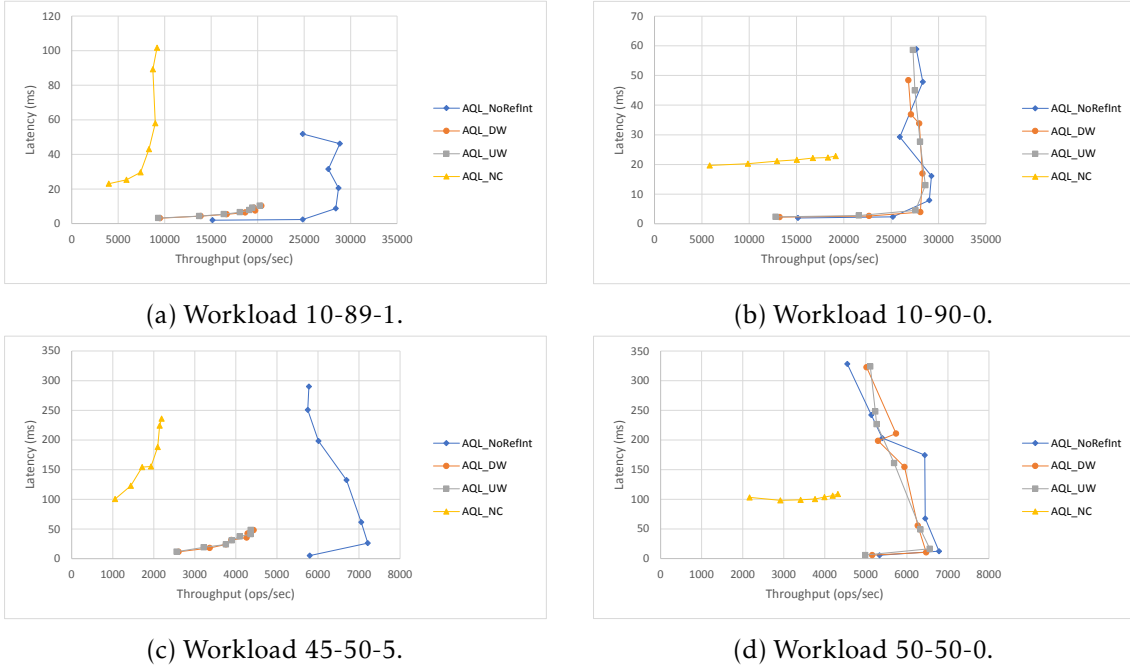 120
100
80
60
40
20
0
Latency (ms)
0 5000 10000 15000 20000 25000 30000 35000
Throughput (ops/sec)
AQL_NoRefInt
AQL_DW
AQL_UW
AQL_NC
(a) Workload 10-89-1.
70
60
50
40
30
20
10
0
Latency (ms)
0 5000 10000 15000 20000 25000 30000 35000
Throughput (ops/sec)
AQL_NoRefInt
AQL_DW
AQL_UW
AQL_NC
(b) Workload 10-90-0.
350
300
250
200
150
100
50
0
Latency (ms)
0 1000 2000 3000 4000 5000 6000 7000 8000
Throughput (ops/sec)
AQL_NoRefInt
AQL_DW
AQL_UW
AQL_NC
(c) Workload 45-50-5.
350
300
250
200
150
100
50
0
Latency (ms)
0 1000 2000 3000 4000 5000 6000 7000 8000
Throughput (ops/sec)
AQL_NoRefInt
AQL_DW
AQL_UW
AQL_NC
(d) Workload 50-50-0.